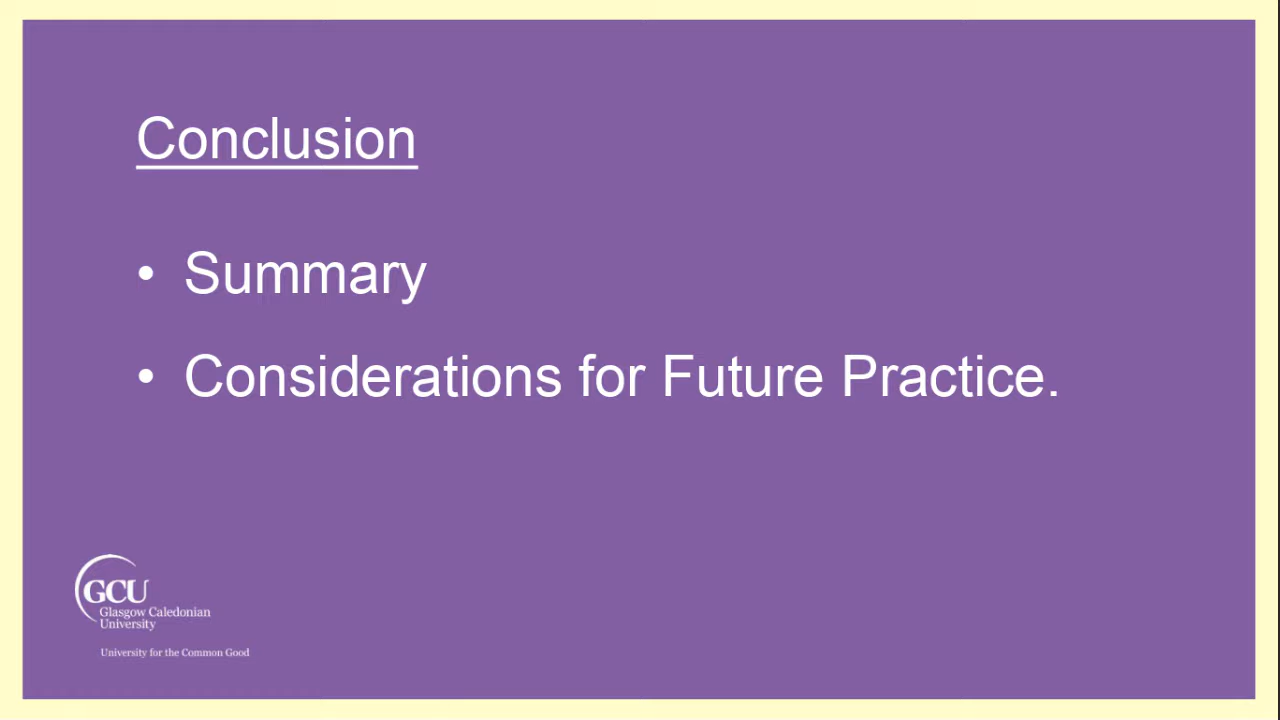 Conclusion
• Summary
• Considerations for Future Practice.
GCU
Glasgow Caledonian
University
University for the Common Good